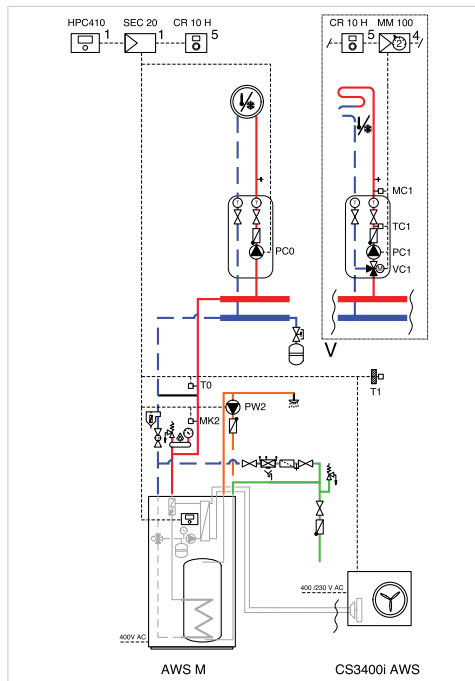 HPC410 SEC 20 CR 10 H
1 1 5
CR 10 H MM 100
5 4
2
MC1
T T T T
TC1
PC0 PC1
M VC1
V
T0 T1
MK2 PW2
400 /230 V AC
400V AC
AWS M CS3400i AWS